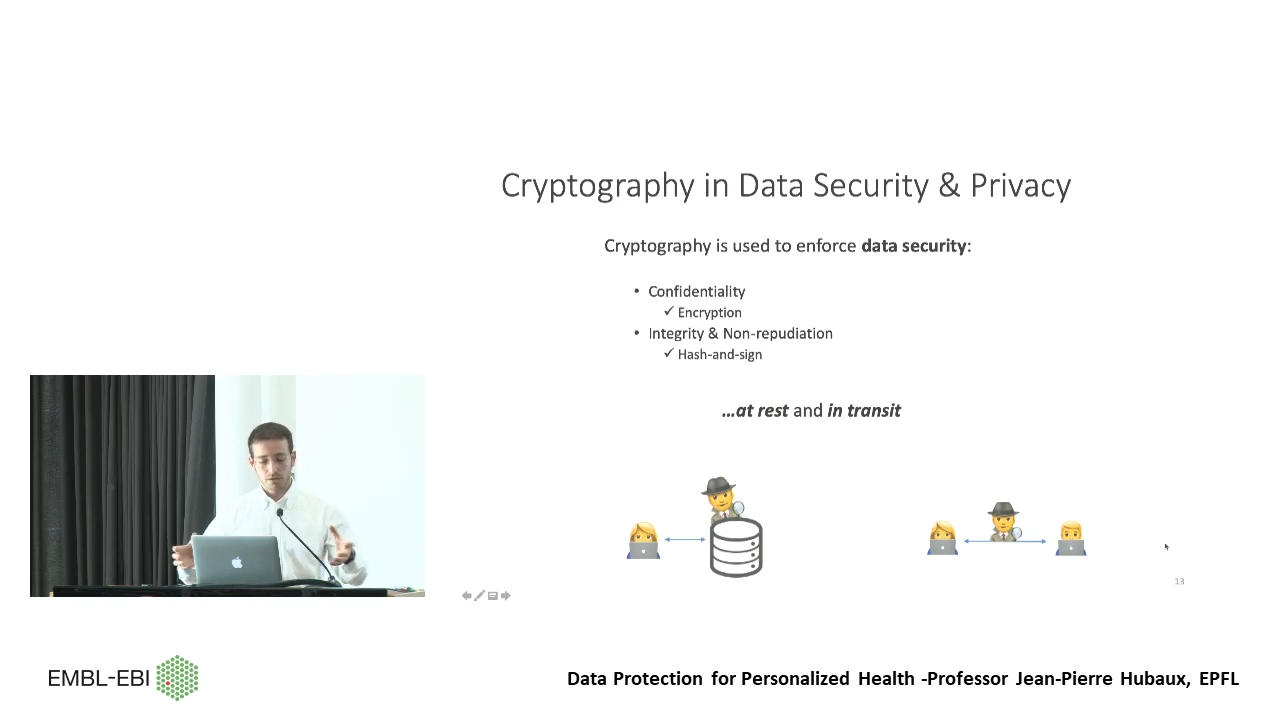 Cryptography in Data Security & Privacy
Cryptography is used to enforce data security:
• Confidentiality
✓ Encryption
• Integrity & Non-repudiation
✓ Hash-and-sign
...at rest and in transit
13
EMBL-EBI
Data Protection for Personalized Health -Professor Jean-Pierre Hubaux, EPFL